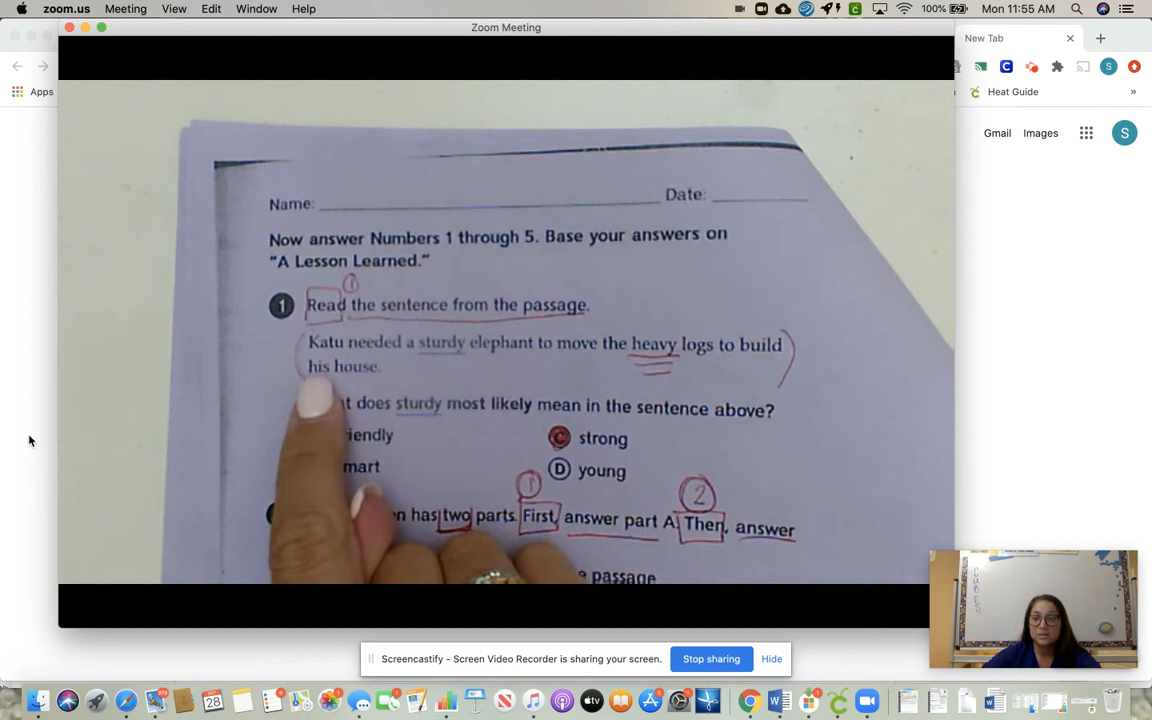 zoom.us Meeting View Edit Window Help
100% Mon 11:55 AM
Zoom Meeting
New Tab
Apps
Heat Guide
Gmail Images
S
S
Name: Date:
Now answer Numbers 1 through 5. Base your answers on
"A Lesson Learned."
1
1 Read the sentence from the passage.
Katu needed a sturdy elephant to move the heavy logs to build
his house.
does sturdy most likely mean in the sentence above?
C strong
D young
1 2
has two parts. First, answer part A. Then, answer
passage
Screencastify - Screen Video Recorder is sharing your screen. Stop sharing Hide
28